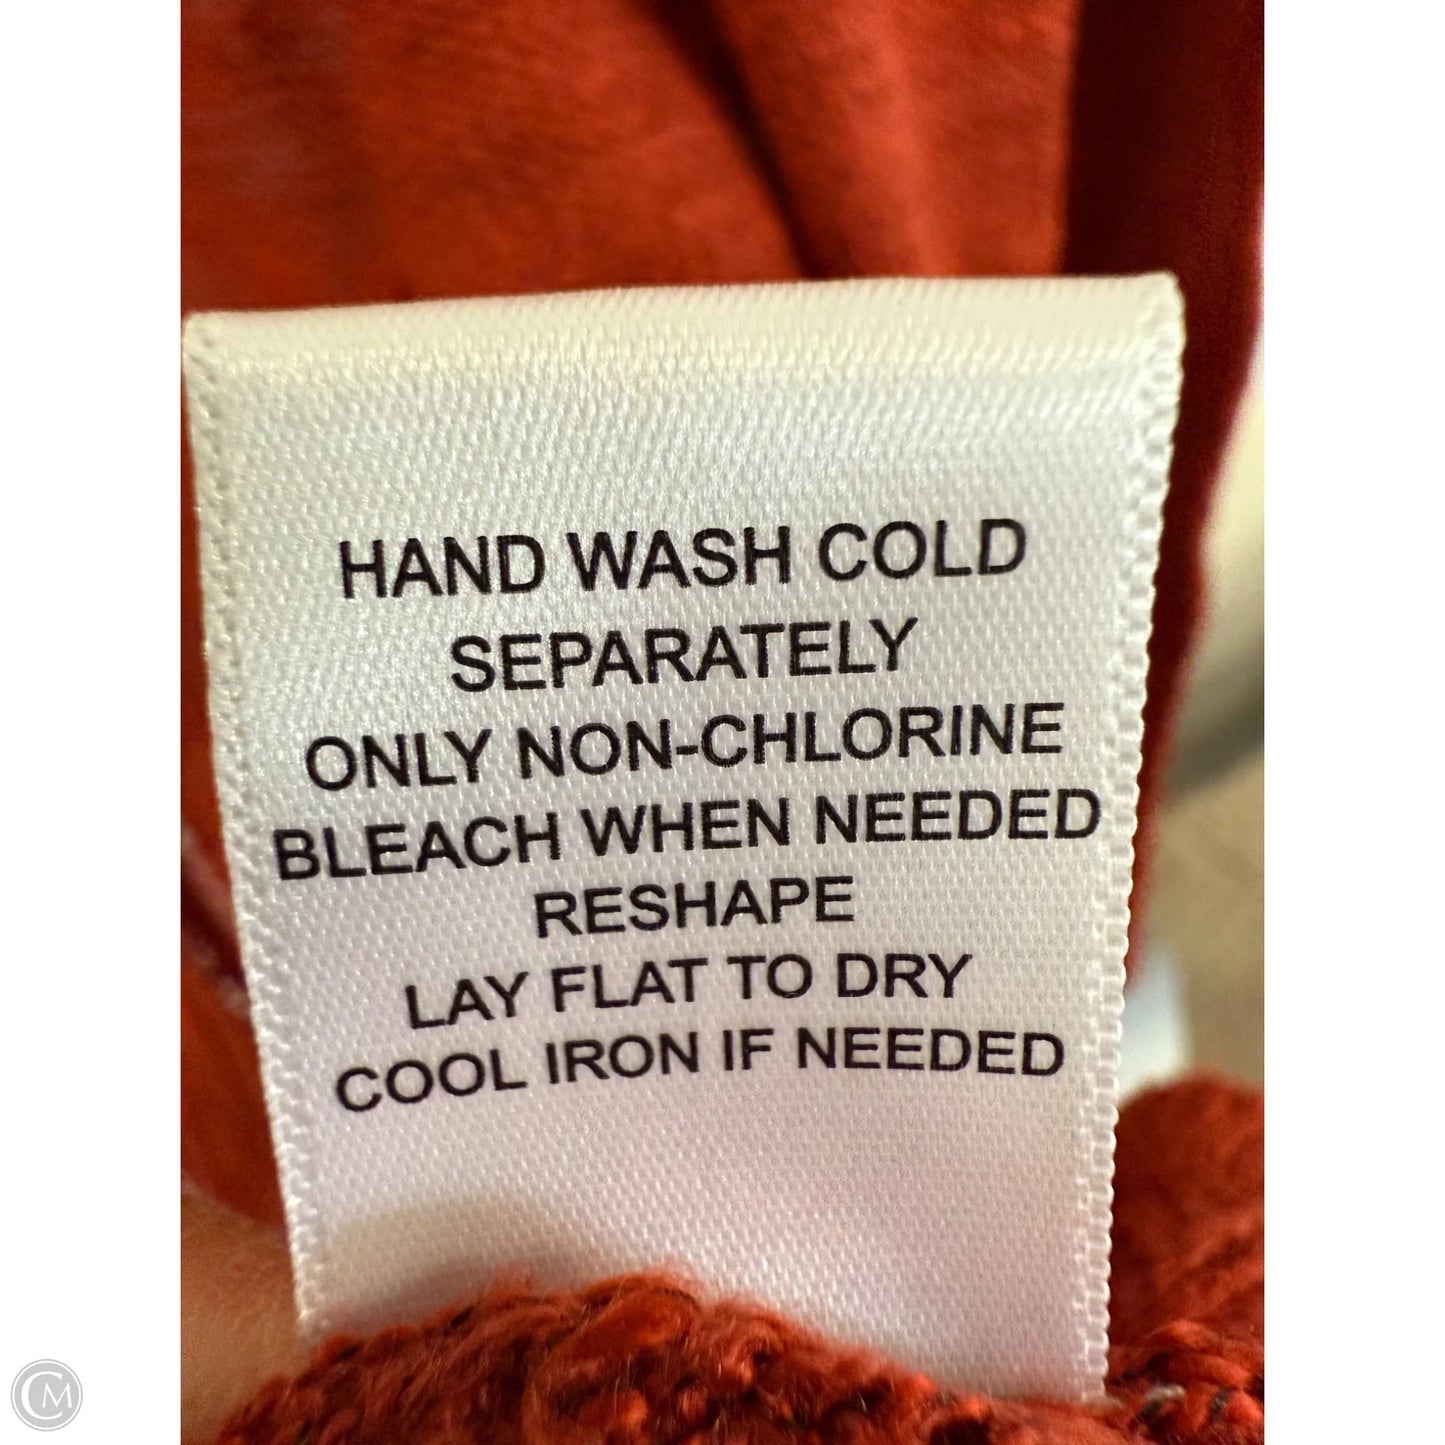 HAND WASH COLD
SEPARATELY
ONLY NON-CHLORINE
BLEACH WHEN NEEDED
RESHAPE
LAY FLAT TO DRY
COOL IRON IF NEEDED
CM